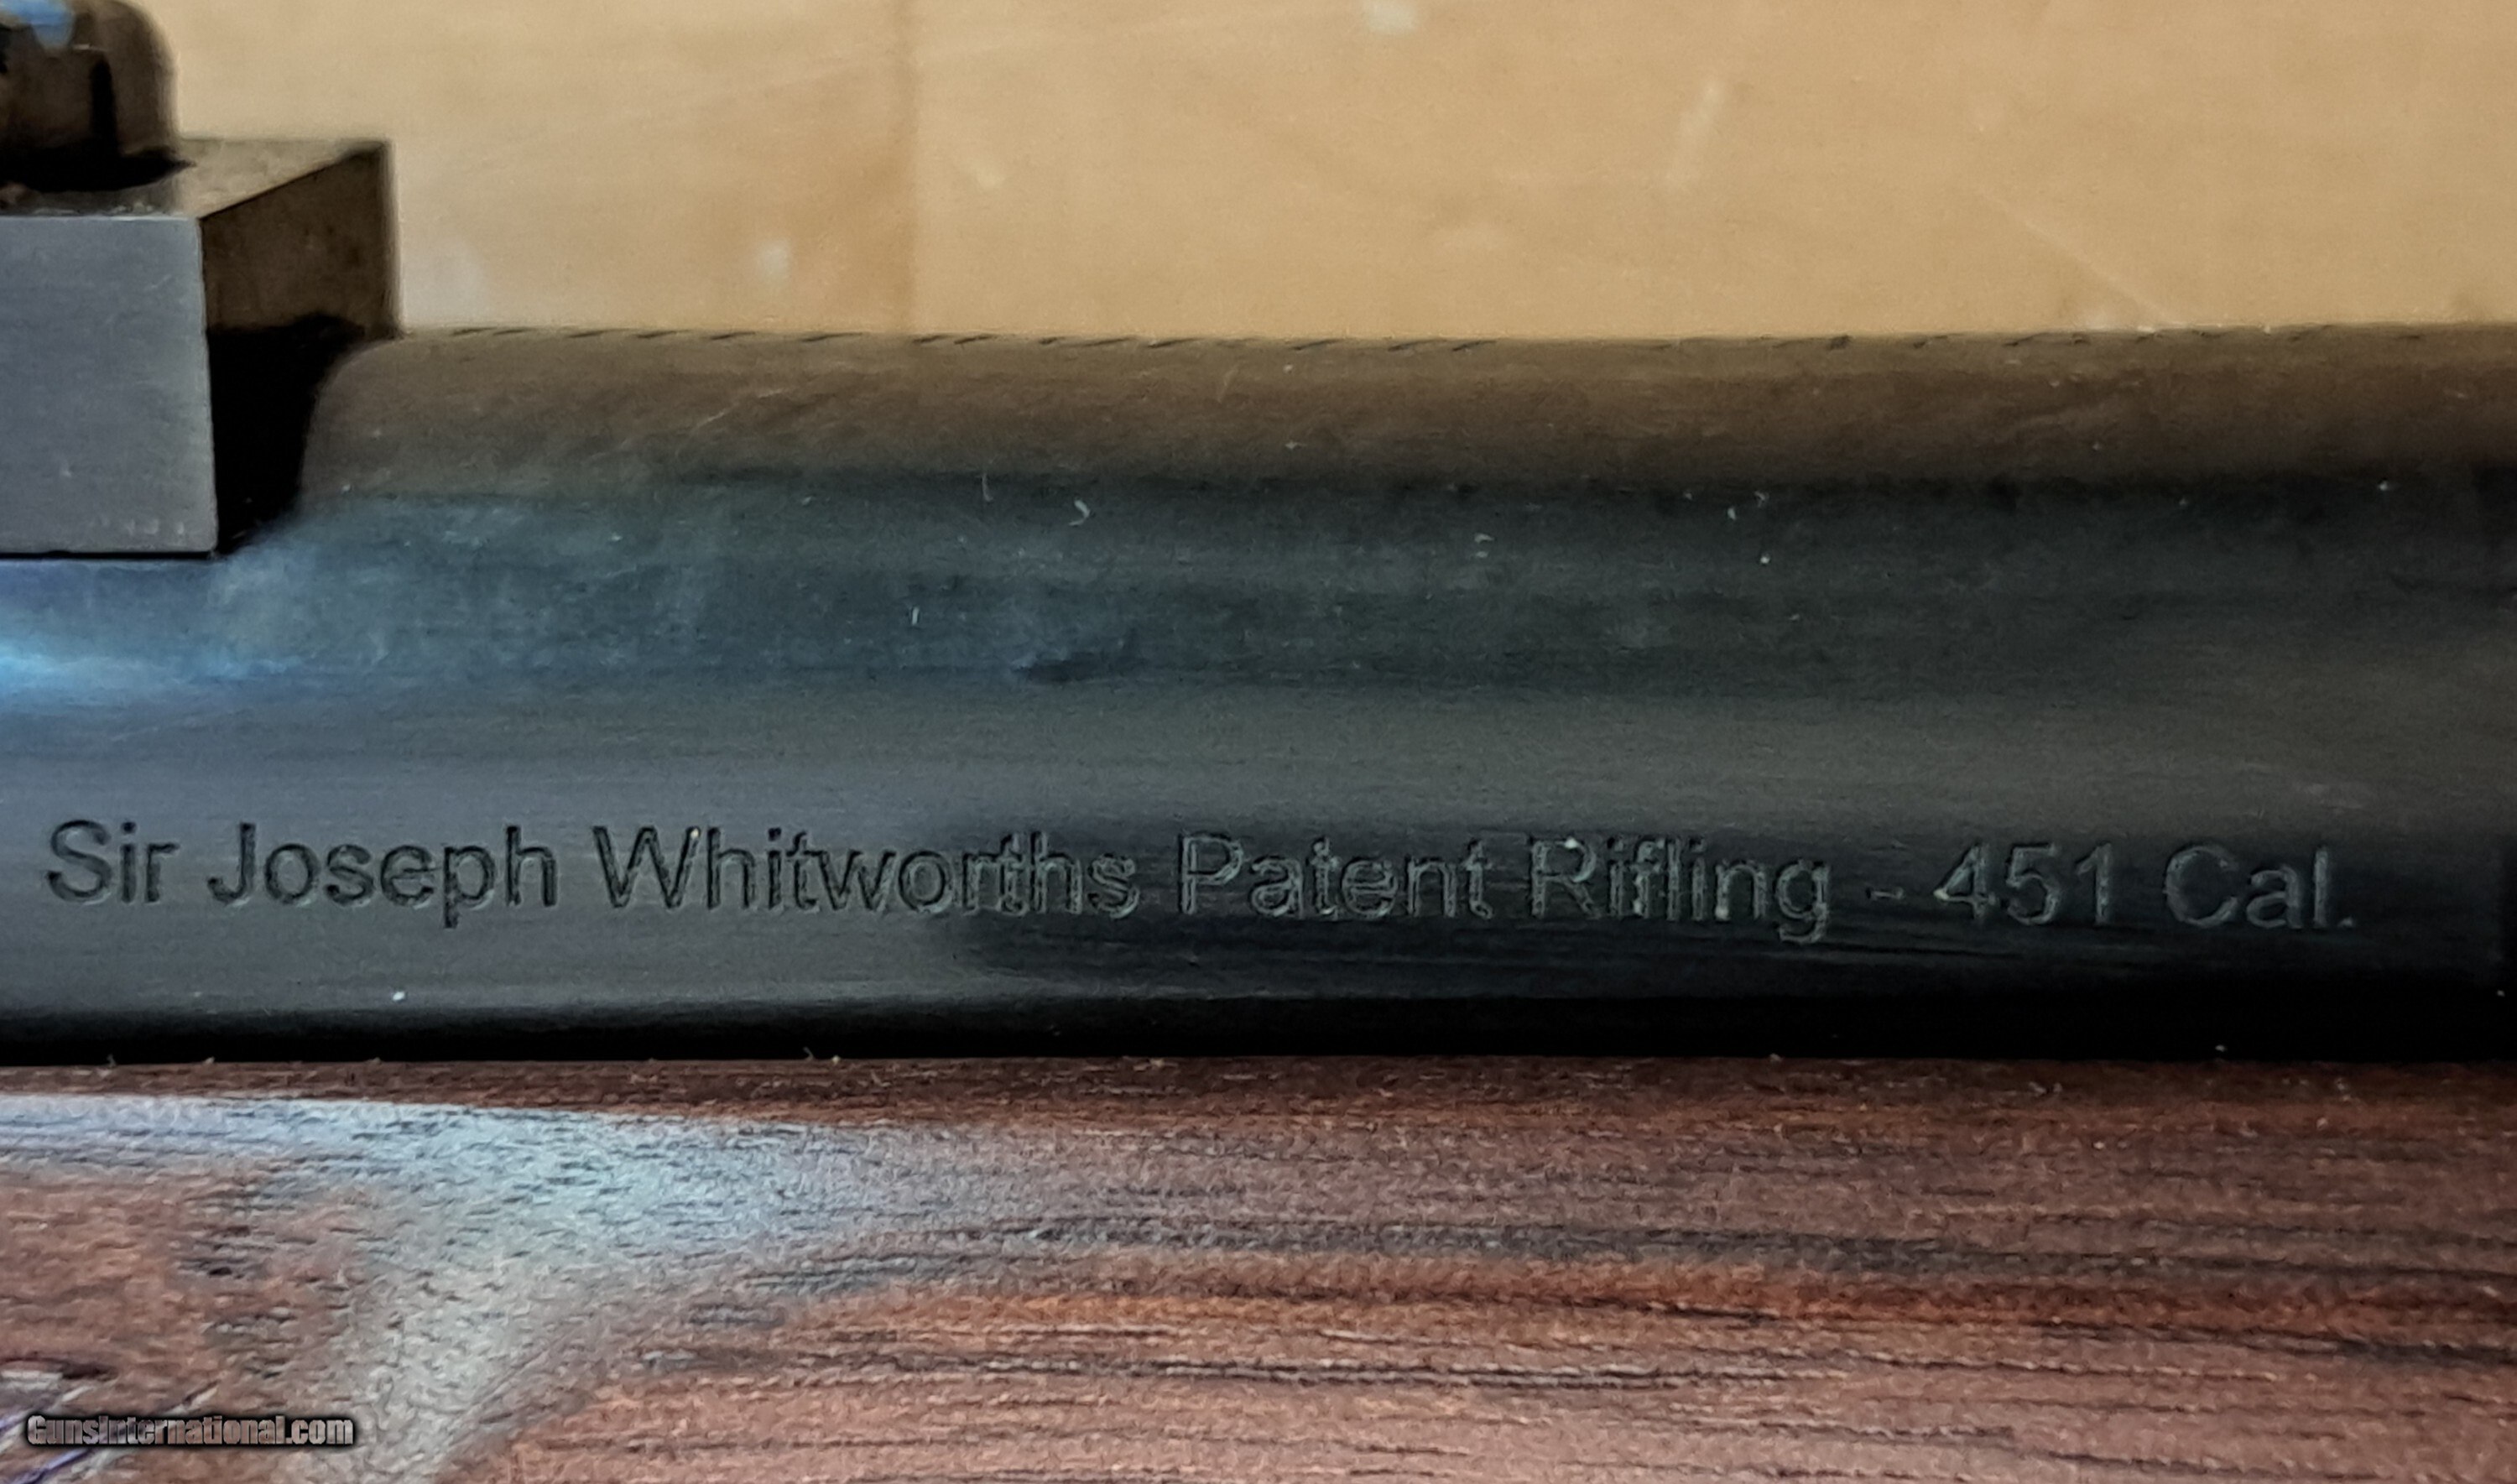 Sir Joseph Whitworths Patent Rifling - 451 Cal.
GunsInternational.com